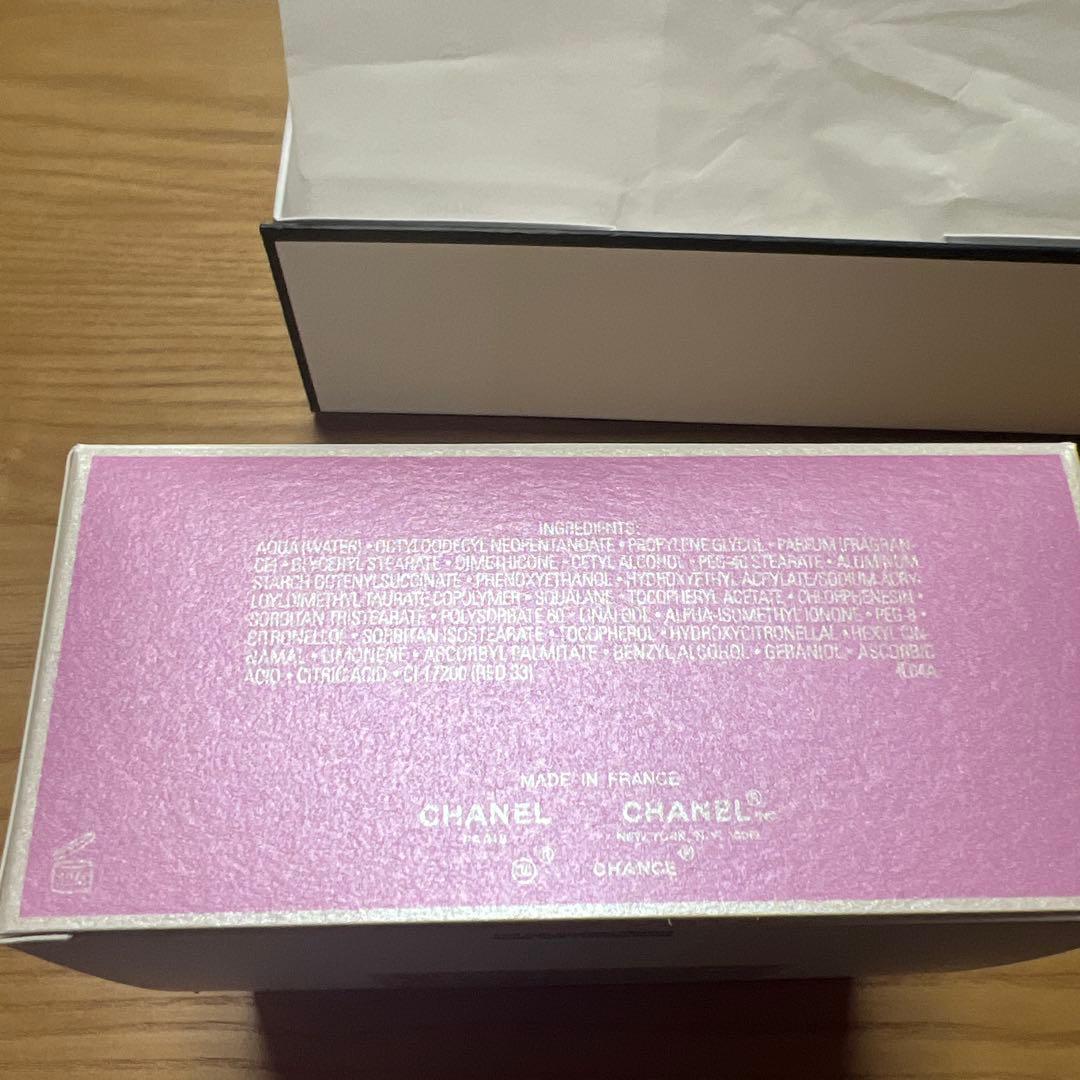 INGREDIENTS:
AQUA (WATER) • OCTYLDODECYL NEOPENTANOATE • PROPYLENE GLYCOL • PARFUM (FRAGRAN-
CE) • GLYCERYL STEARATE • DIMETHICONE • CETYL ALCOHOL • PEG-40 STEARATE • ALUMINUM
STARCH OCTENYLSUCCINATE • PHENOXYETHANOL • HYDROXYETHYL ACRYLATE/SODIUM ACRY-
LOYLDIMETHYL TAURATE COPOLYMER • SQUALANE • TOCOPHERYL ACETATE • CHLORPHENESIN •
SORBITAN TRISTEARATE • POLYSORBATE 60 • LINALOOL • ALPHA-ISOMETHYL IONONE • PEG-8 •
CITRONELLOL • SORBITAN ISOSTEARATE • TOCOPHEROL • HYDROXYCITRONELLAL • HEXYL CIN-
NAMAL • LIMONENE • ASCORBYL PALMITATE • BENZYL ALCOHOL • GERANIOL • ASCORBIC
ACID • CITRIC ACID • CI 17200 (RED 33)
MADE IN FRANCE
CHANEL CHANEL®
PARIS NEW YORK, N.Y.
CHANCE